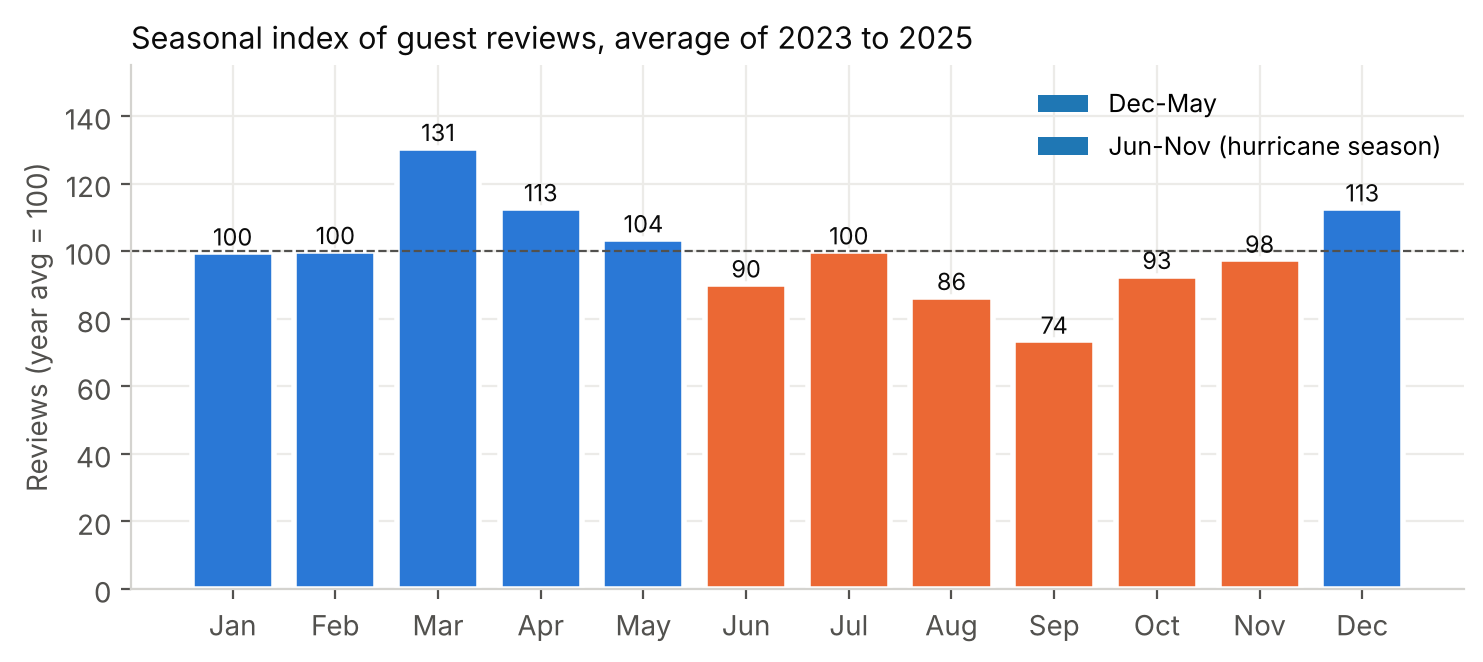 Seasonal index of guest reviews, average of 2023 to 2025
Dec-May
Jun-Nov (hurricane season)
Reviews (year avg = 100)
140
120
100
80
60
40
20
0
100
100
131
113
104
90
100
86
74
93
98
113
Jan
Feb
Mar
Apr
May
Jun
Jul
Aug
Sep
Oct
Nov
Dec